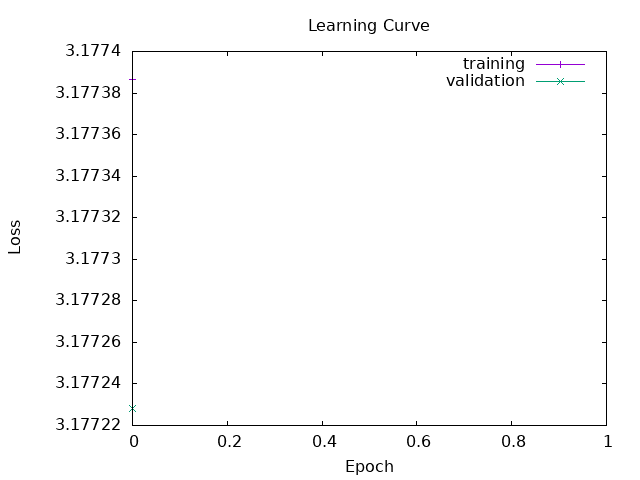 Learning Curve
3.1774
3.17738
3.17736
3.17734
3.17732
3.1773
3.17728
3.17726
3.17724
3.17722
training
validation
Loss
0 0.2 0.4 0.6 0.8 1
Epoch